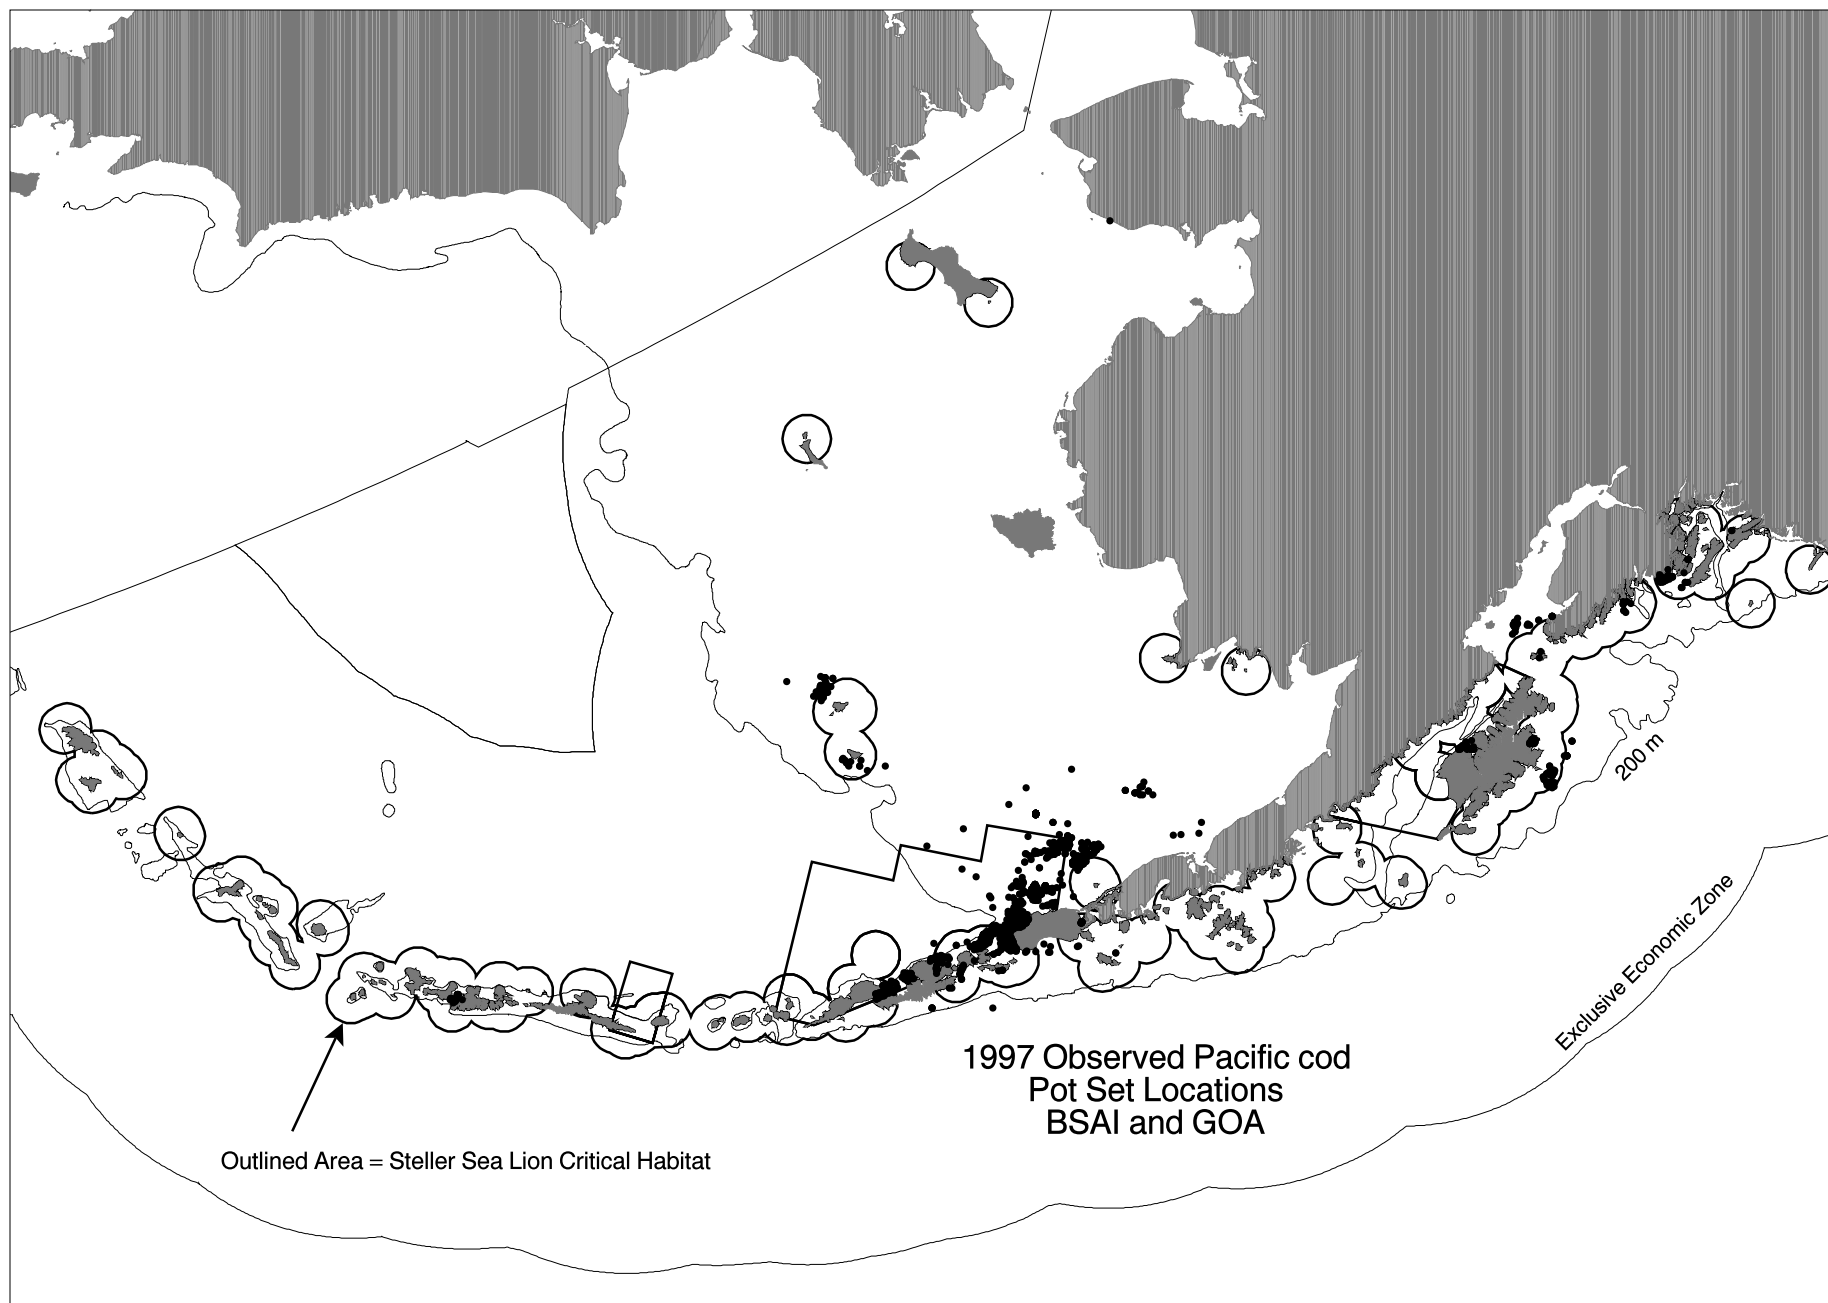 200 m
Exclusive Economic Zone
1997 Observed Pacific cod
Pot Set Locations
BSAI and GOA
Outlined Area = Steller Sea Lion Critical Habitat